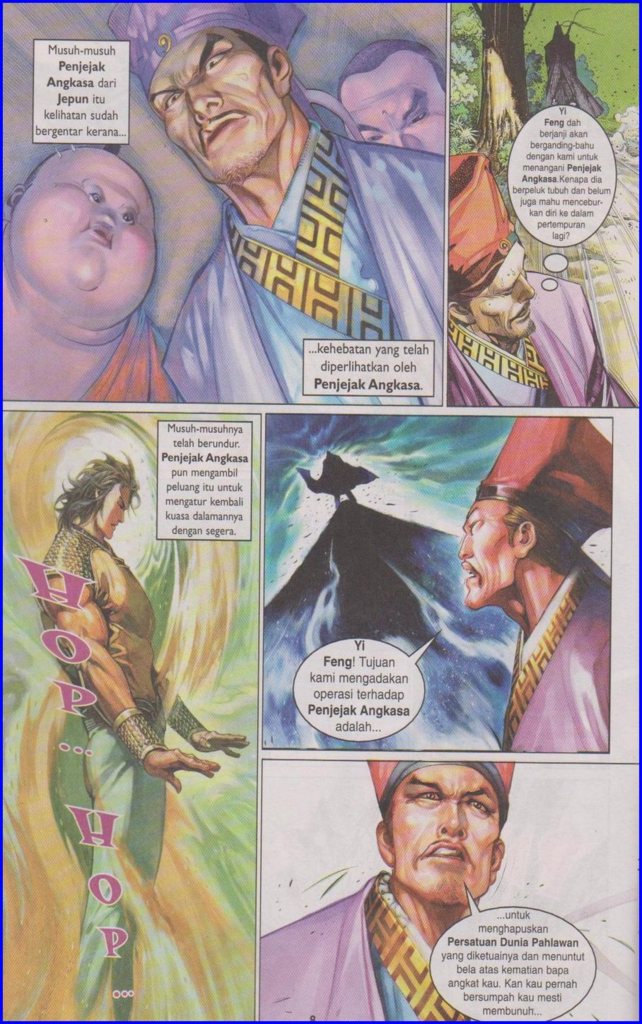 Musuh-musuh
Penjejak
Angkasa dari
Jepun itu
kelihatan sudah
bergentar kerana...
...kehebatan yang telah
diperlihatkan oleh
Penjejak Angkasa.
Yi
Feng dah
berjanji akan
berganding-bahu
dengan kami untuk
menangani Penjejak
Angkasa.Kenapa dia
berpeluk tubuh dan belum
juga mahu mencebur-
kan diri ke dalam
pertempuran
lagi?
Musuh-musuhnya
telah berundur.
Penjejak Angkasa
pun mengambil
peluang itu untuk
mengatur kembali
kuasa dalamannya
dengan segera.
HOP... HOP...
Yi
Feng! Tujuan
kami mengadakan
operasi terhadap
Penjejak Angkasa
adalah...
...untuk
menghapuskan
Persatuan Dunia Pahlawan
yang diketuainya dan menuntut
bela atas kematian bapa
angkat kau. Kan kau pernah
bersumpah kau mesti
membunuh...
8